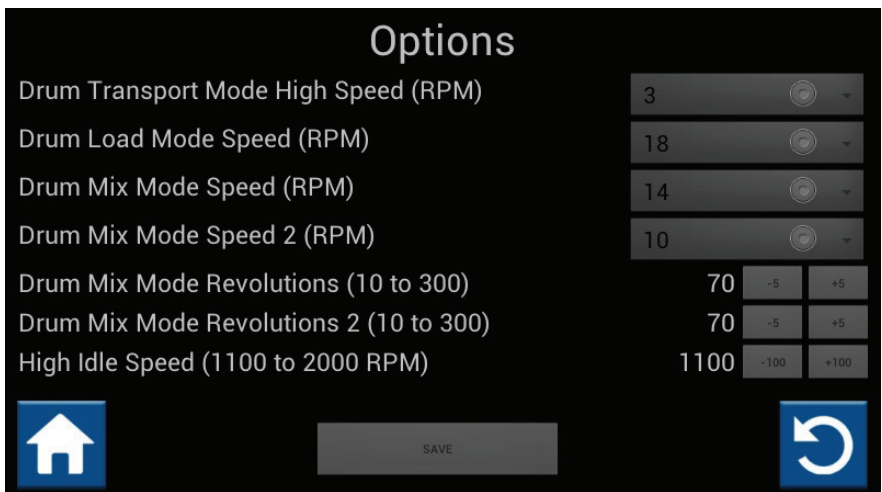 Options
Drum Transport Mode High Speed (RPM) 3
Drum Load Mode Speed (RPM) 18
Drum Mix Mode Speed (RPM) 14
Drum Mix Mode Speed 2 (RPM) 10
Drum Mix Mode Revolutions (10 to 300) 70 -5 +5
Drum Mix Mode Revolutions 2 (10 to 300) 70 -5 +5
High Idle Speed (1100 to 2000 RPM) 1100 -100 +100
SAVE